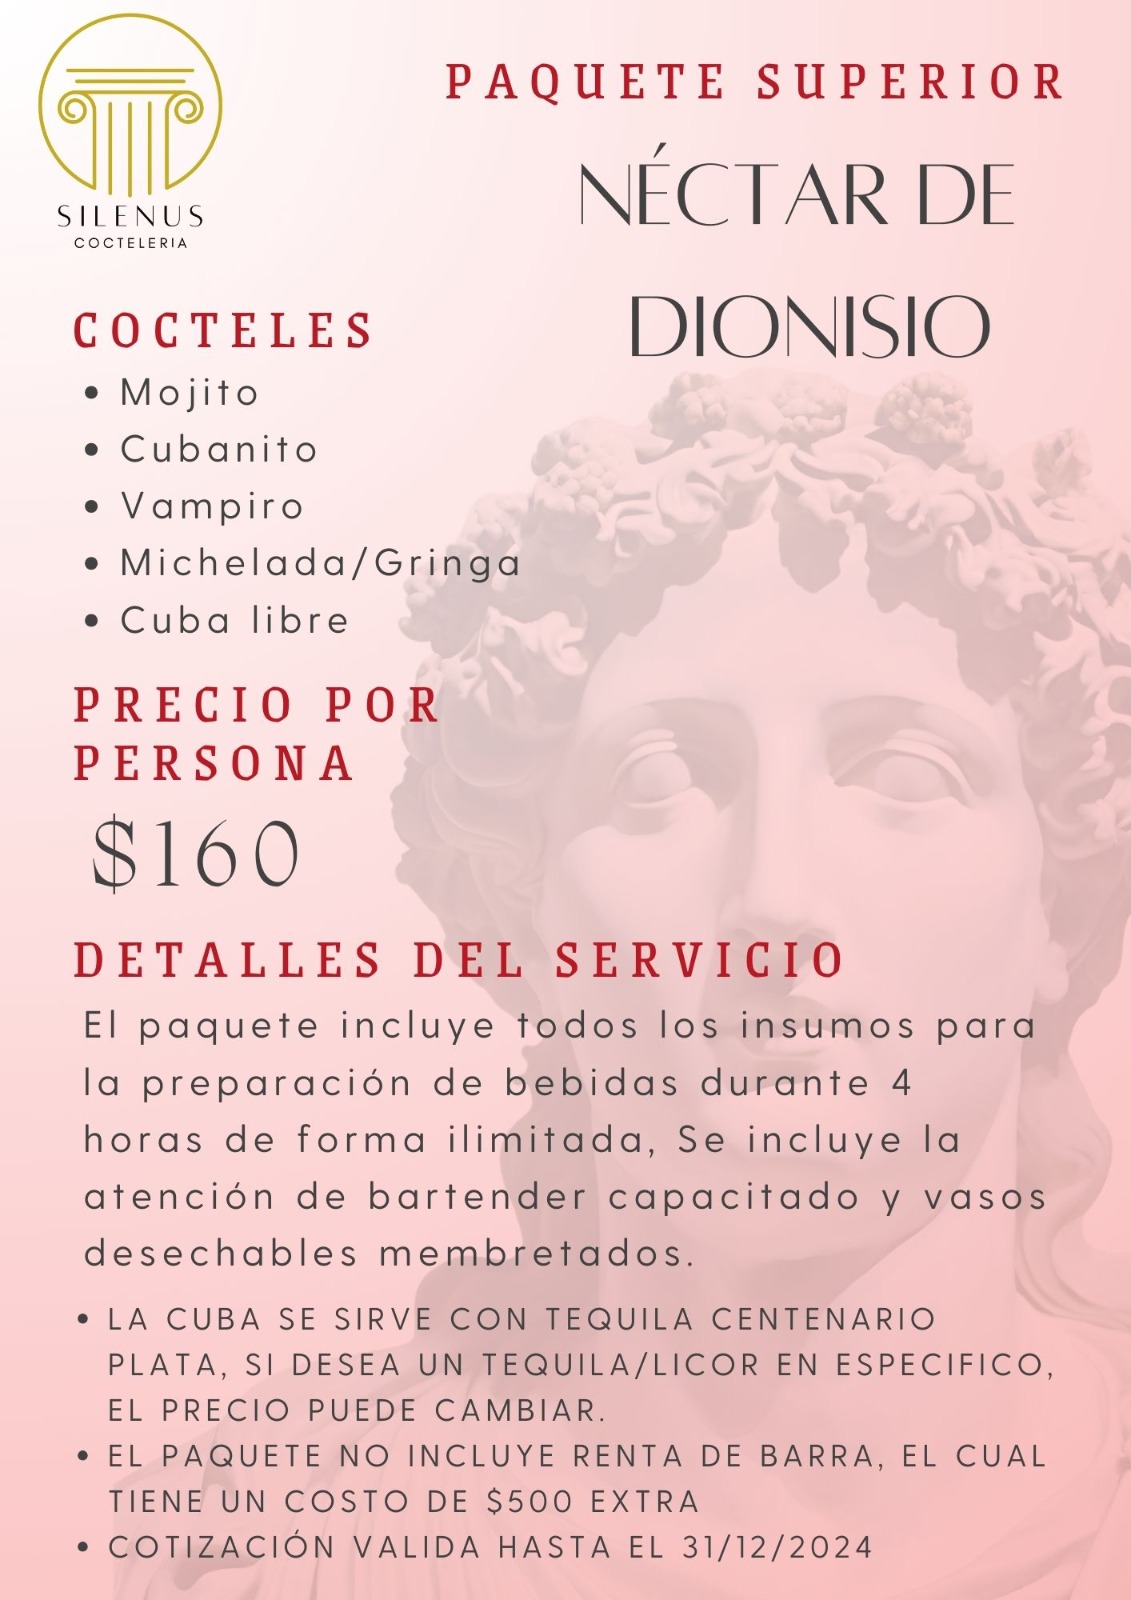 SILENUS
COCTELERIA
PAQUETE SUPERIOR
NÉCTAR DE
DIONISIO
COCTELES
• Mojito
• Cubanito
• Vampiro
• Michelada/Gringa
• Cuba libre
PRECIO POR
PERSONA
$160
DETALLES DEL SERVICIO
El paquete incluye todos los insumos para
la preparación de bebidas durante 4
horas de forma ilimitada, Se incluye la
atención de bartender capacitado y vasos
desechables membretados.
• LA CUBA SE SIRVE CON TEQUILA CENTENARIO
PLATA, SI DESEA UN TEQUILA/LICOR EN ESPECIFICO,
EL PRECIO PUEDE CAMBIAR.
• EL PAQUETE NO INCLUYE RENTA DE BARRA, EL CUAL
TIENE UN COSTO DE $500 EXTRA
• COTIZACIÓN VALIDA HASTA EL 31/12/2024